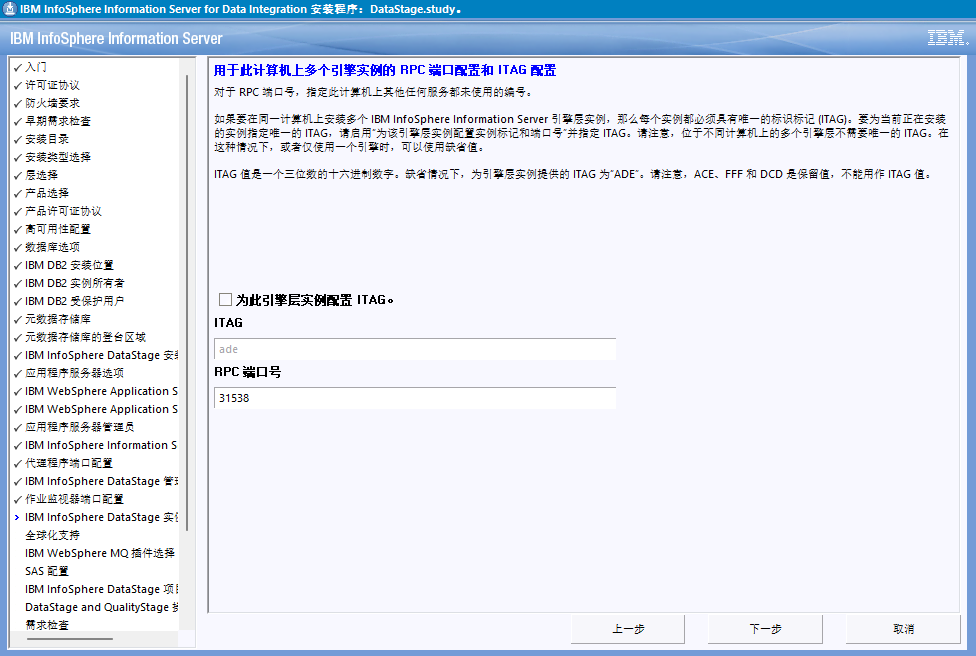 IBM InfoSphere Information Server for Data Integration 安装程序：DataStage.study。
IBM InfoSphere Information Server
IBM.
入门
许可证协议
防火墙要求
早期需求检查
安装目录
安装类型选择
层选择
产品选择
产品许可证协议
高可用性配置
数据库选项
IBM DB2 安装位置
IBM DB2 实例所有者
IBM DB2 受保护用户
元数据存储库
元数据存储库的登台区域
IBM InfoSphere DataStage 安装
应用程序服务器选项
IBM WebSphere Application S
IBM WebSphere Application S
应用程序服务器管理员
IBM InfoSphere Information S
代理程序端口配置
IBM InfoSphere DataStage 管理
作业监视器端口配置
IBM InfoSphere DataStage 实例
全球化支持
IBM WebSphere MQ 插件选择
SAS 配置
IBM InfoSphere DataStage 项目
DataStage and QualityStage
需求检查
用于此计算机上多个引擎实例的 RPC 端口配置和 ITAG 配置
对于 RPC 端口号，指定此计算机上其他任何服务都未使用的编号。
如果要在同一计算机上安装多个 IBM InfoSphere Information Server 引擎层实例，那么每个实例都必须具有唯一的标识标记 (ITAG)。要为当前正在安装
的实例指定唯一的 ITAG，请启用“为该引擎层实例配置实例标记和端口号”并指定 ITAG。请注意，位于不同计算机上的多个引擎层不需要唯一的 ITAG。在
这种情况下，或者仅使用一个引擎时，可以使用缺省值。
ITAG 值是一个三位数的十六进制数字。缺省情况下，为引擎层实例提供的 ITAG 为“ADE”。请注意，ACE、FFF 和 DCD 是保留值，不能用作 ITAG 值。
为此引擎层实例配置 ITAG。
ITAG
ade
RPC 端口号
31538
上一步
下一步
取消